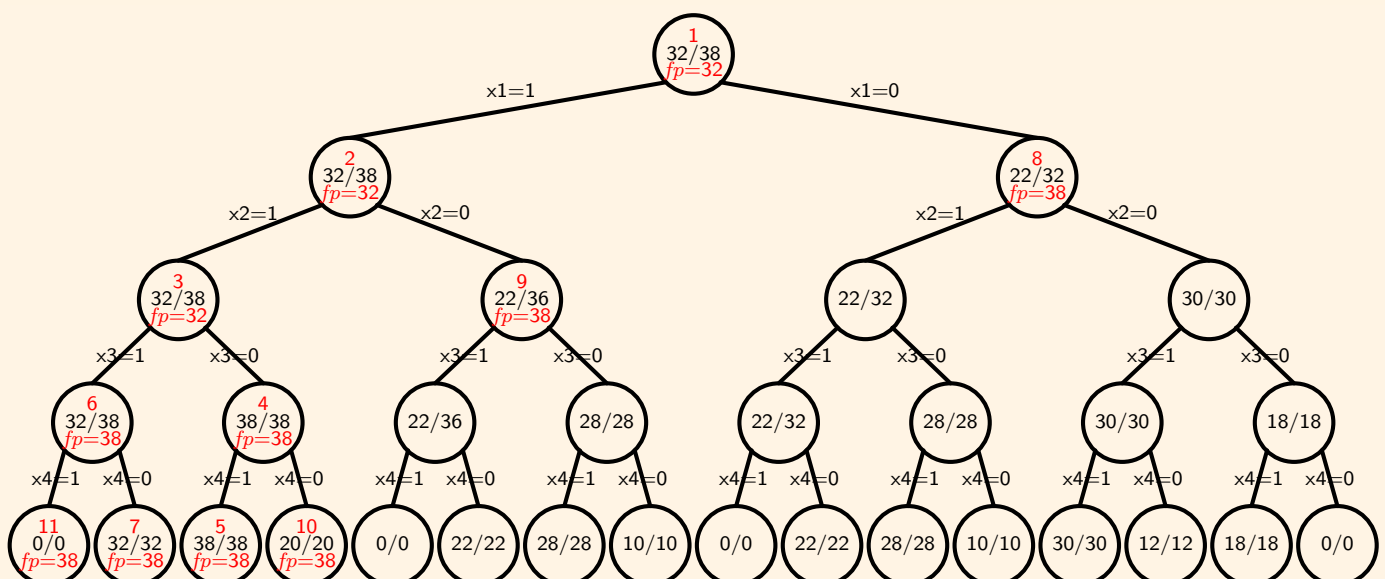 1
32/38
fp=32
x1=1
x1=0
2
32/38
fp=32
8
22/32
fp=38
x2=1
x2=0
x2=1
x2=0
3
32/38
fp=32
9
22/36
fp=38
22/32
30/30
x3=1
x3=0
x3=1
x3=0
x3=1
x3=0
x3=1
x3=0
6
32/38
fp=38
4
38/38
fp=38
22/36
28/28
22/32
28/28
30/30
18/18
x4=1
x4=0
x4=1
x4=0
x4=1
x4=0
x4=1
x4=0
x4=1
x4=0
x4=1
x4=0
x4=1
x4=0
x4=1
x4=0
11
0/0
fp=38
7
32/32
fp=38
5
38/38
fp=38
10
20/20
fp=38
0/0
22/22
28/28
10/10
0/0
22/22
28/28
10/10
30/30
12/12
18/18
0/0